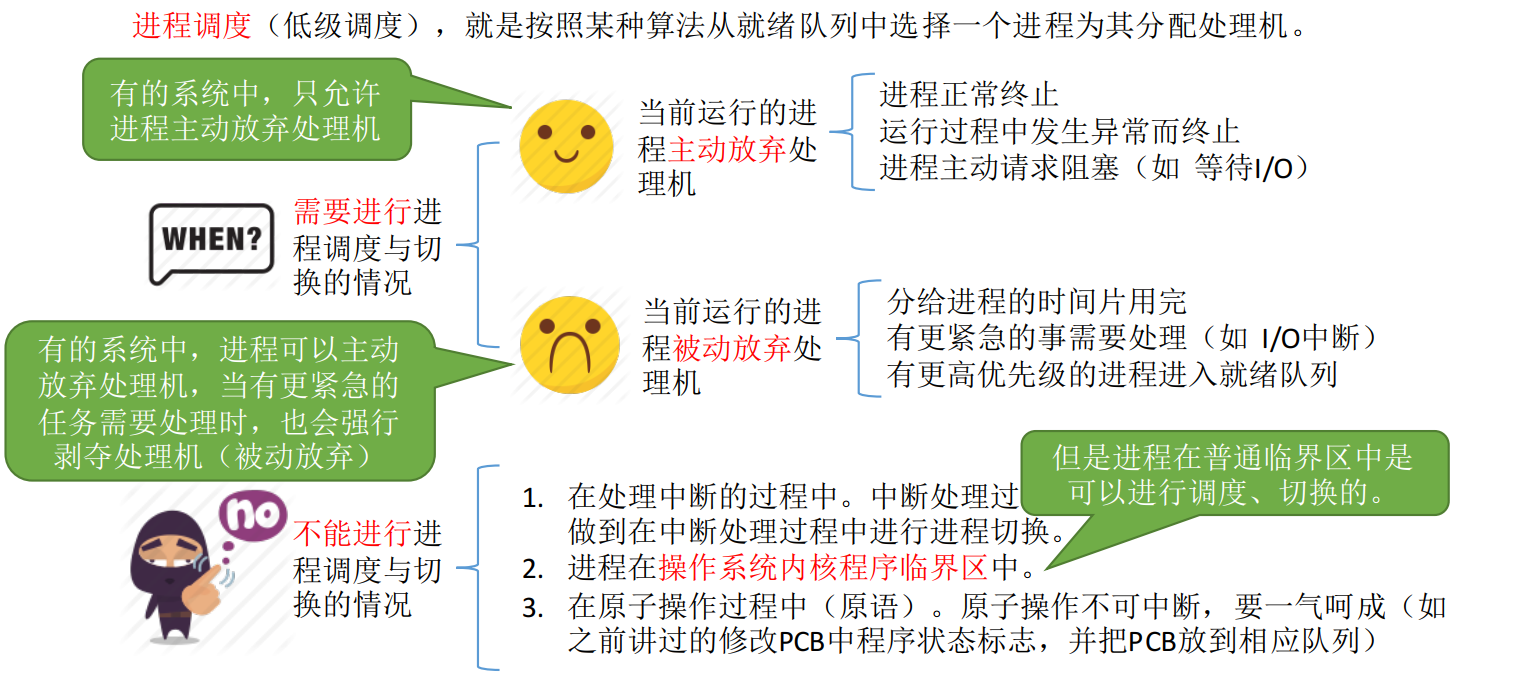 进程调度（低级调度），就是按照某种算法从就绪队列中选择一个进程为其分配处理机。
有的系统中，只允许
进程主动放弃处理机
当前运行的进
程主动放弃处
理机
进程正常终止
运行过程中发生异常而终止
进程主动请求阻塞（如 等待I/O）
WHEN?
需要进行进
程调度与切
换的情况
有的系统中，进程可以主动
放弃处理机，当有更紧急的
任务需要处理时，也会强行
剥夺处理机（被动放弃）
当前运行的进
程被动放弃处
理机
分给进程的时间片用完
有更紧急的事需要处理（如 I/O中断）
有更高优先级的进程进入就绪队列
no
不能进行进
程调度与切
换的情况
但是进程在普通临界区中是
可以进行调度、切换的。
1. 在处理中断的过程中。中断处理过
做到在中断处理过程中进行进程切换。
2. 进程在操作系统内核程序临界区中。
3. 在原子操作过程中（原语）。原子操作不可中断，要一气呵成（如
之前讲过的修改PCB中程序状态标志，并把PCB放到相应队列）